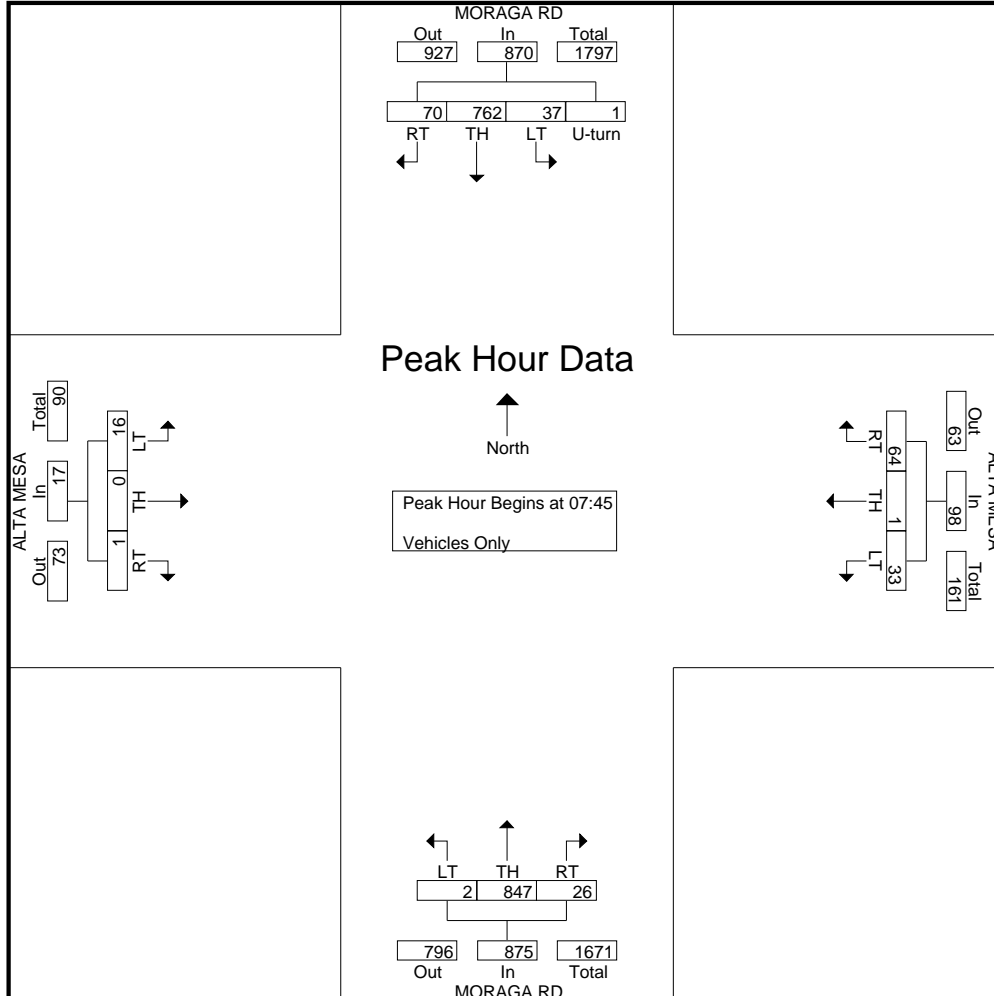 MORAGA RD
Out In Total
927 870 1797
70 762 37 1
RT TH LT U-turn
Peak Hour Data
North
Peak Hour Begins at 07:45
Vehicles Only
ALTA MESA
Total In Out
90 17 73
16 0 1
LT TH RT
ALTA MESA
Out In Total
63 98 161
64 1 33
RT TH LT
LT TH RT
2 847 26
796 875 1671
Out In Total
MORAGA RD